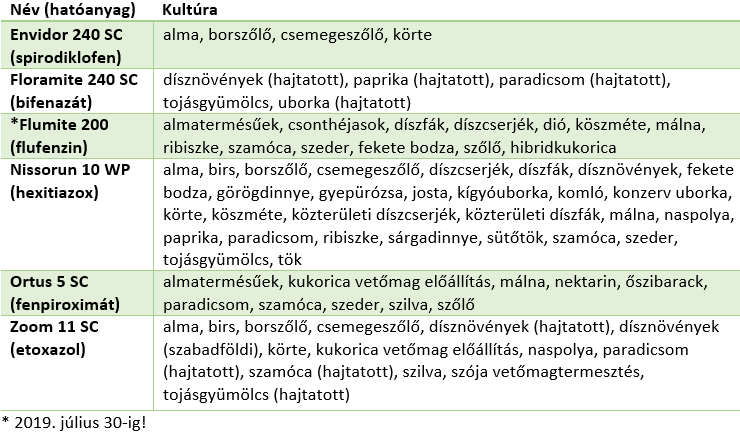 Név (hatóanyag) Kultúra
Envidor 240 SC alma, borszőlő, csemegeszőlő, körte
(spirodiklofen)
Floramite 240 SC dísznövények (hajtatott), paprika (hajtatott), paradicsom (hajtatott),
(bifenazát) tojásgyümölcs, uborka (hajtatott)
*Flumite 200 almatermésűek, csonthéjasok, díszfák, díszcserjék, dió, köszméte, málna,
(flufenzin) ribiszke, szamóca, szeder, fekete bodza, szőlő, hibridkukorica
Nissorun 10 WP alma, birs, borszőlő, csemegeszőlő, díszcserjék, díszfák, dísznövények, fekete
(hexitiazox) bodza, görögdinnye, gyepürózsa, josta, kígyóuborka, komló, konzerv uborka,
körte, köszméte, közterületi díszcserjék, közterületi díszfák, málna, naspolya,
paprika, paradicsom, ribiszke, sárgadinnye, sütőtök, szamóca, szeder,
tojásgyümölcs, tök
Ortus 5 SC almatermésűek, kukorica vetőmag előállítás, málna, nektarin, őszibarack,
(fenpiroximát) paradicsom, szamóca, szeder, szilva, szőlő
Zoom 11 SC alma, birs, borszőlő, csemegeszőlő, dísznövények (hajtatott), dísznövények
(etoxazol) (szabadföldi), körte, kukorica vetőmag előállítás, naspolya, paradicsom
(hajtatott), szamóca (hajtatott), szilva, szója vetőmagtermesztés,
tojásgyümölcs (hajtatott)
* 2019. július 30-ig!